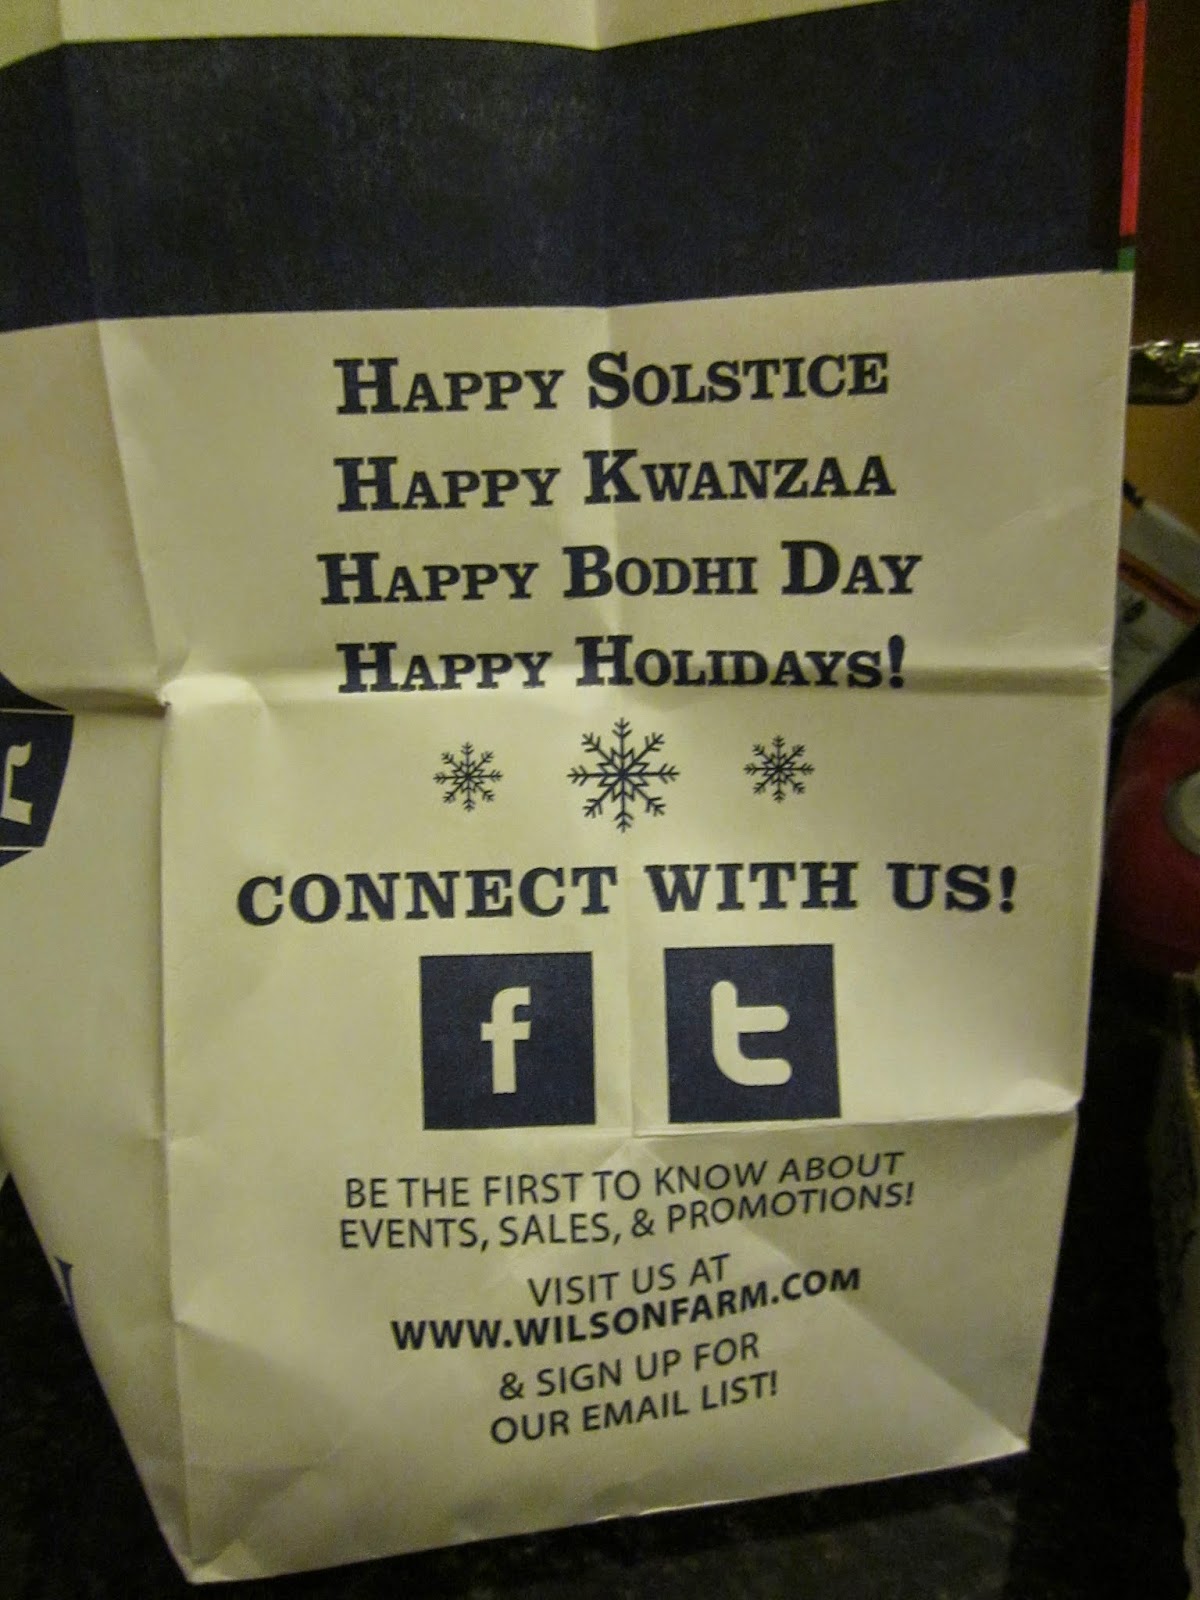 HAPPY SOLSTICE
HAPPY KWANZAA
HAPPY BODHI DAY
HAPPY HOLIDAYS!
CONNECT WITH US!
f t
BE THE FIRST TO KNOW ABOUT
EVENTS, SALES, & PROMOTIONS!
VISIT US AT
WWW.WILSONFARM.COM
& SIGN UP FOR
OUR EMAIL LIST!